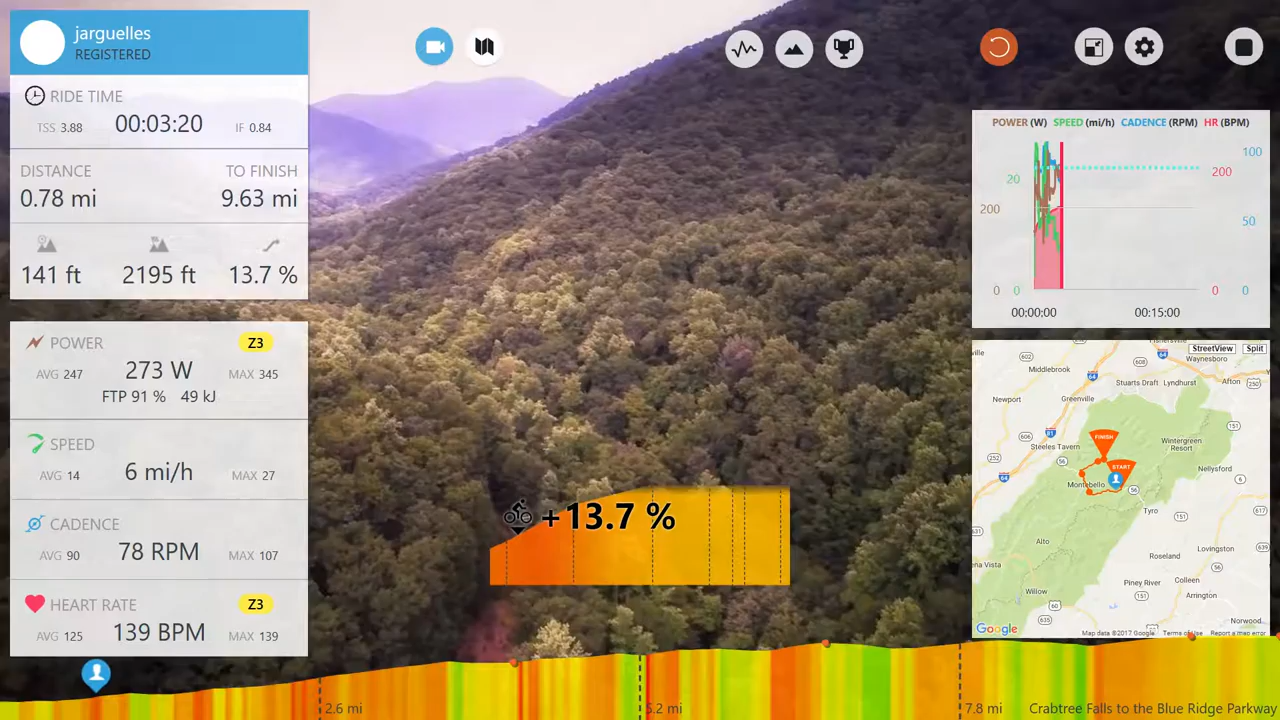 jarguelles
REGISTERED
RIDE TIME
TSS 3.88 00:03:20 IF 0.84
DISTANCE TO FINISH
0.78 mi 9.63 mi
141 ft 2195 ft 13.7 %
POWER Z3
AVG 247 273 W MAX 345
FTP 91 % 49 kJ
SPEED
AVG 14 6 mi/h MAX 27
CADENCE
AVG 90 78 RPM MAX 107
HEART RATE Z3
AVG 125 139 BPM MAX 139
+13.7 %
POWER (W) SPEED (mi/h) CADENCE (RPM) HR (BPM)
100
20 200
200
50
0 0 0 0
00:00:00 00:15:00
StreetView Split
Waynesboro
Middlebrook
Stuarts Draft Lyndhurst Afton
Newport Greenville
Steeles Tavern
FINISH
Wintergreen Resort
START
Nellysford
Montebello
Tyro
Alto
Lovingston
Roseland
Piney River Colleen
Willow Arrington
Norwood
Google Map data ©2017 Google Terms of Use Report a map error
2.6 mi 5.2 mi 7.8 mi Crabtree Falls to the Blue Ridge Parkway